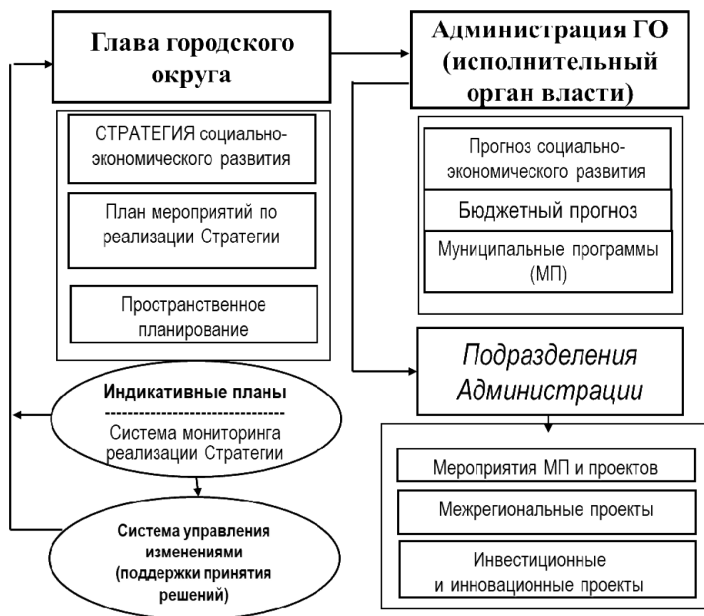 Глава городского
округа
СТРАТЕГИЯ социально-
экономического развития
План мероприятий по
реализации Стратегии
Пространственное
планирование
Индикативные планы
--------------------------------
Система мониторинга
реализации Стратегии
Система управления
изменениями
(поддержки принятия
решений)
Администрация ГО
(исполнительный
орган власти)
Прогноз социально-
экономического развития
Бюджетный прогноз
Муниципальные программы
(МП)
Подразделения
Администрации
Мероприятия МП и проектов
Межрегиональные проекты
Инвестиционные
и инновационные проекты